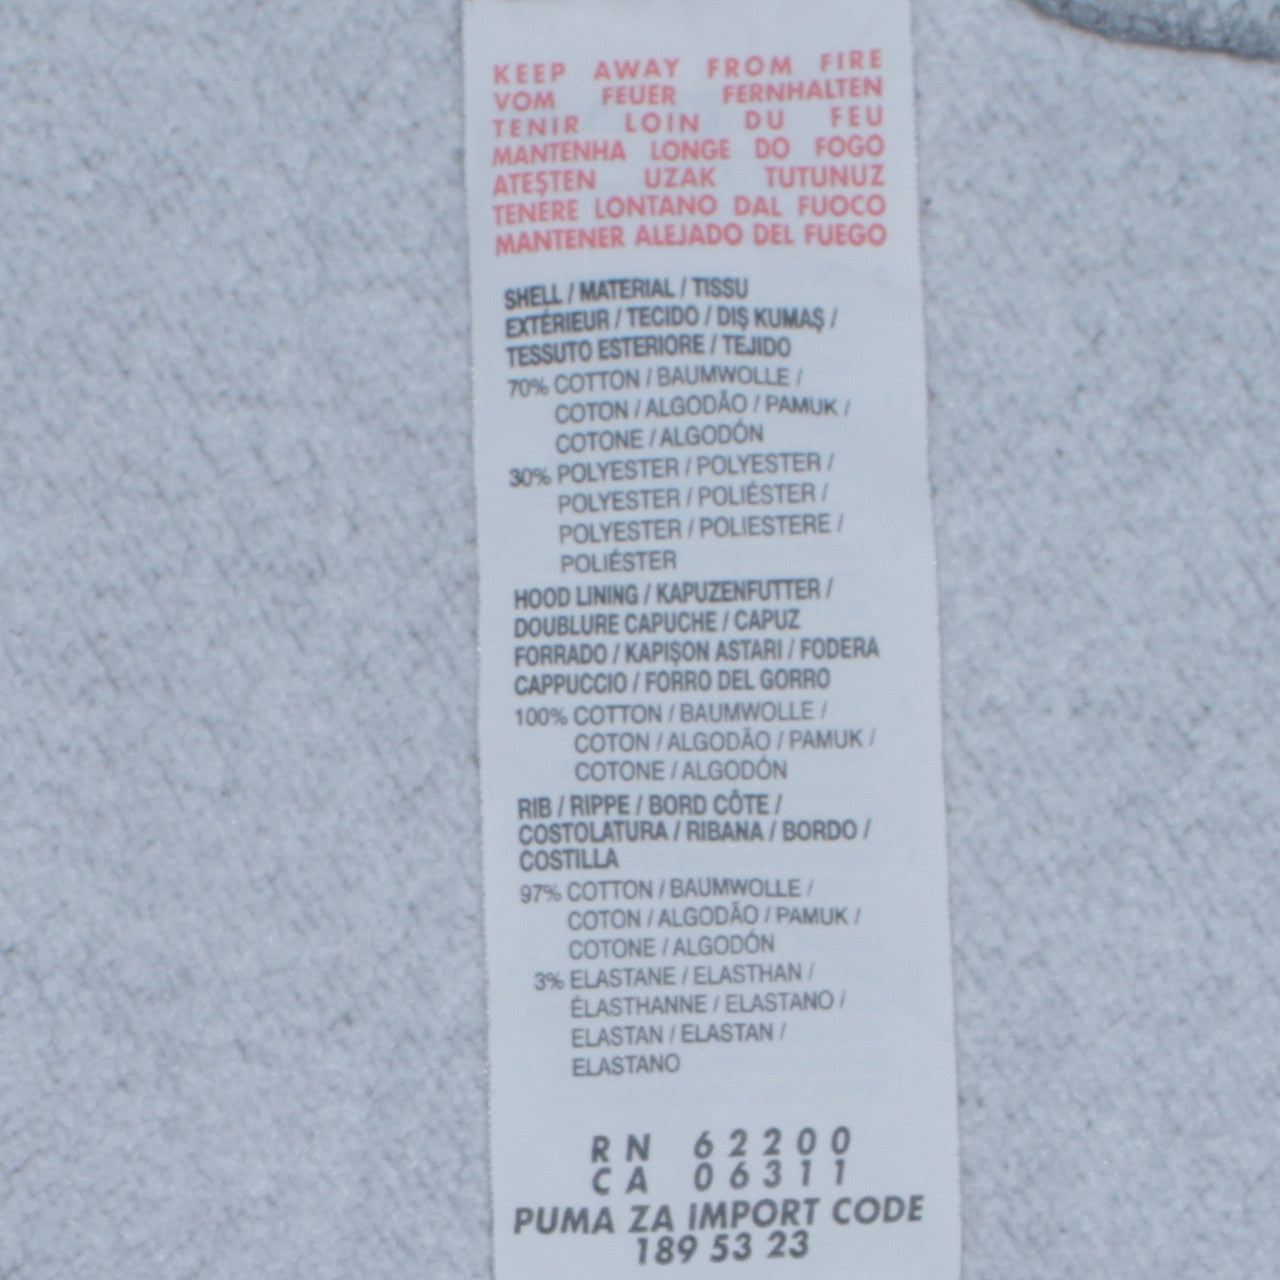 KEEP AWAY FROM FIRE
VOM FEUER FERNHALTEN
TENIR LOIN DU FEU
MANTENHA LONGE DO FOGO
ATEŞTEN UZAK TUTUNUZ
TENERE LONTANO DAL FUOCO
MANTENER ALEJADO DEL FUEGO
SHELL / MATERIAL / TISSU
EXTÉRIEUR / TECIDO / DIŞ KUMAŞ /
TESSUTO ESTERIORE / TEJIDO
70% COTTON / BAUMWOLLE /
COTON / ALGODÃO / PAMUK /
COTONE / ALGODÓN
30% POLYESTER / POLYESTER /
POLYESTER / POLIÉSTER /
POLYESTER / POLIESTERE /
POLIÉSTER
HOOD LINING / KAPUZENFUTTER /
DOUBLURE CAPUCHE / CAPUZ
FORRADO / KAPIŞON ASTARI / FODERA
CAPPUCCIO / FORRO DEL GORRO
100% COTTON / BAUMWOLLE /
COTON / ALGODÃO / PAMUK /
COTONE / ALGODÓN
RIB / RIPPE / BORD CÔTE /
COSTOLATURA / RIBANA / BORDO /
COSTILLA
97% COTTON / BAUMWOLLE /
COTON / ALGODÃO / PAMUK /
COTONE / ALGODÓN
3% ELASTANE / ELASTHAN /
ÉLASTHANNE / ELASTANO /
ELASTAN / ELASTAN /
ELASTANO
RN 62200
CA 06311
PUMA ZA IMPORT CODE
189 53 23